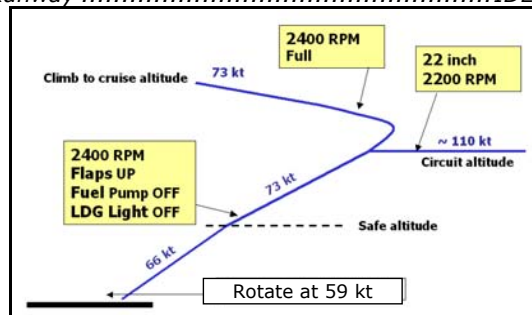 2400 RPM
Full
22 inch
2200 RPM
73 kt
Climb to cruise altitude
~ 110 kt
Circuit altitude
2400 RPM
Flaps UP
Fuel Pump OFF
LDG Light OFF
73 kt
Safe altitude
66 kt
Rotate at 59 kt